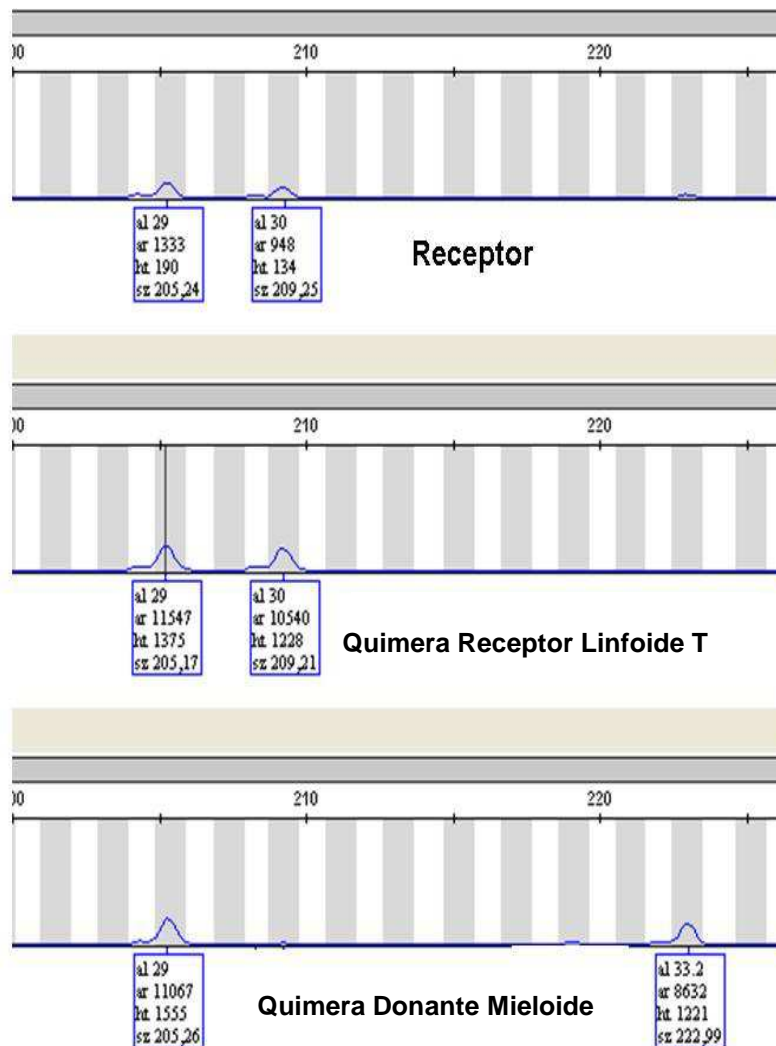 00 210 220
al 29 al 30
ar 1333 ar 948
ht 190 ht 134
sz 205,24 sz 209,25
Receptor
00 210 220
al 29 al 30
ar 11547 ar 10540
ht 1375 ht 1228
sz 205,17 sz 209,21
Quimera Receptor Linfoide T
00 210 220
al 29 al 33.2
ar 11067 ar 8632
ht 1555 ht 1221
sz 205,26 sz 222,99
Quimera Donante Mieloide